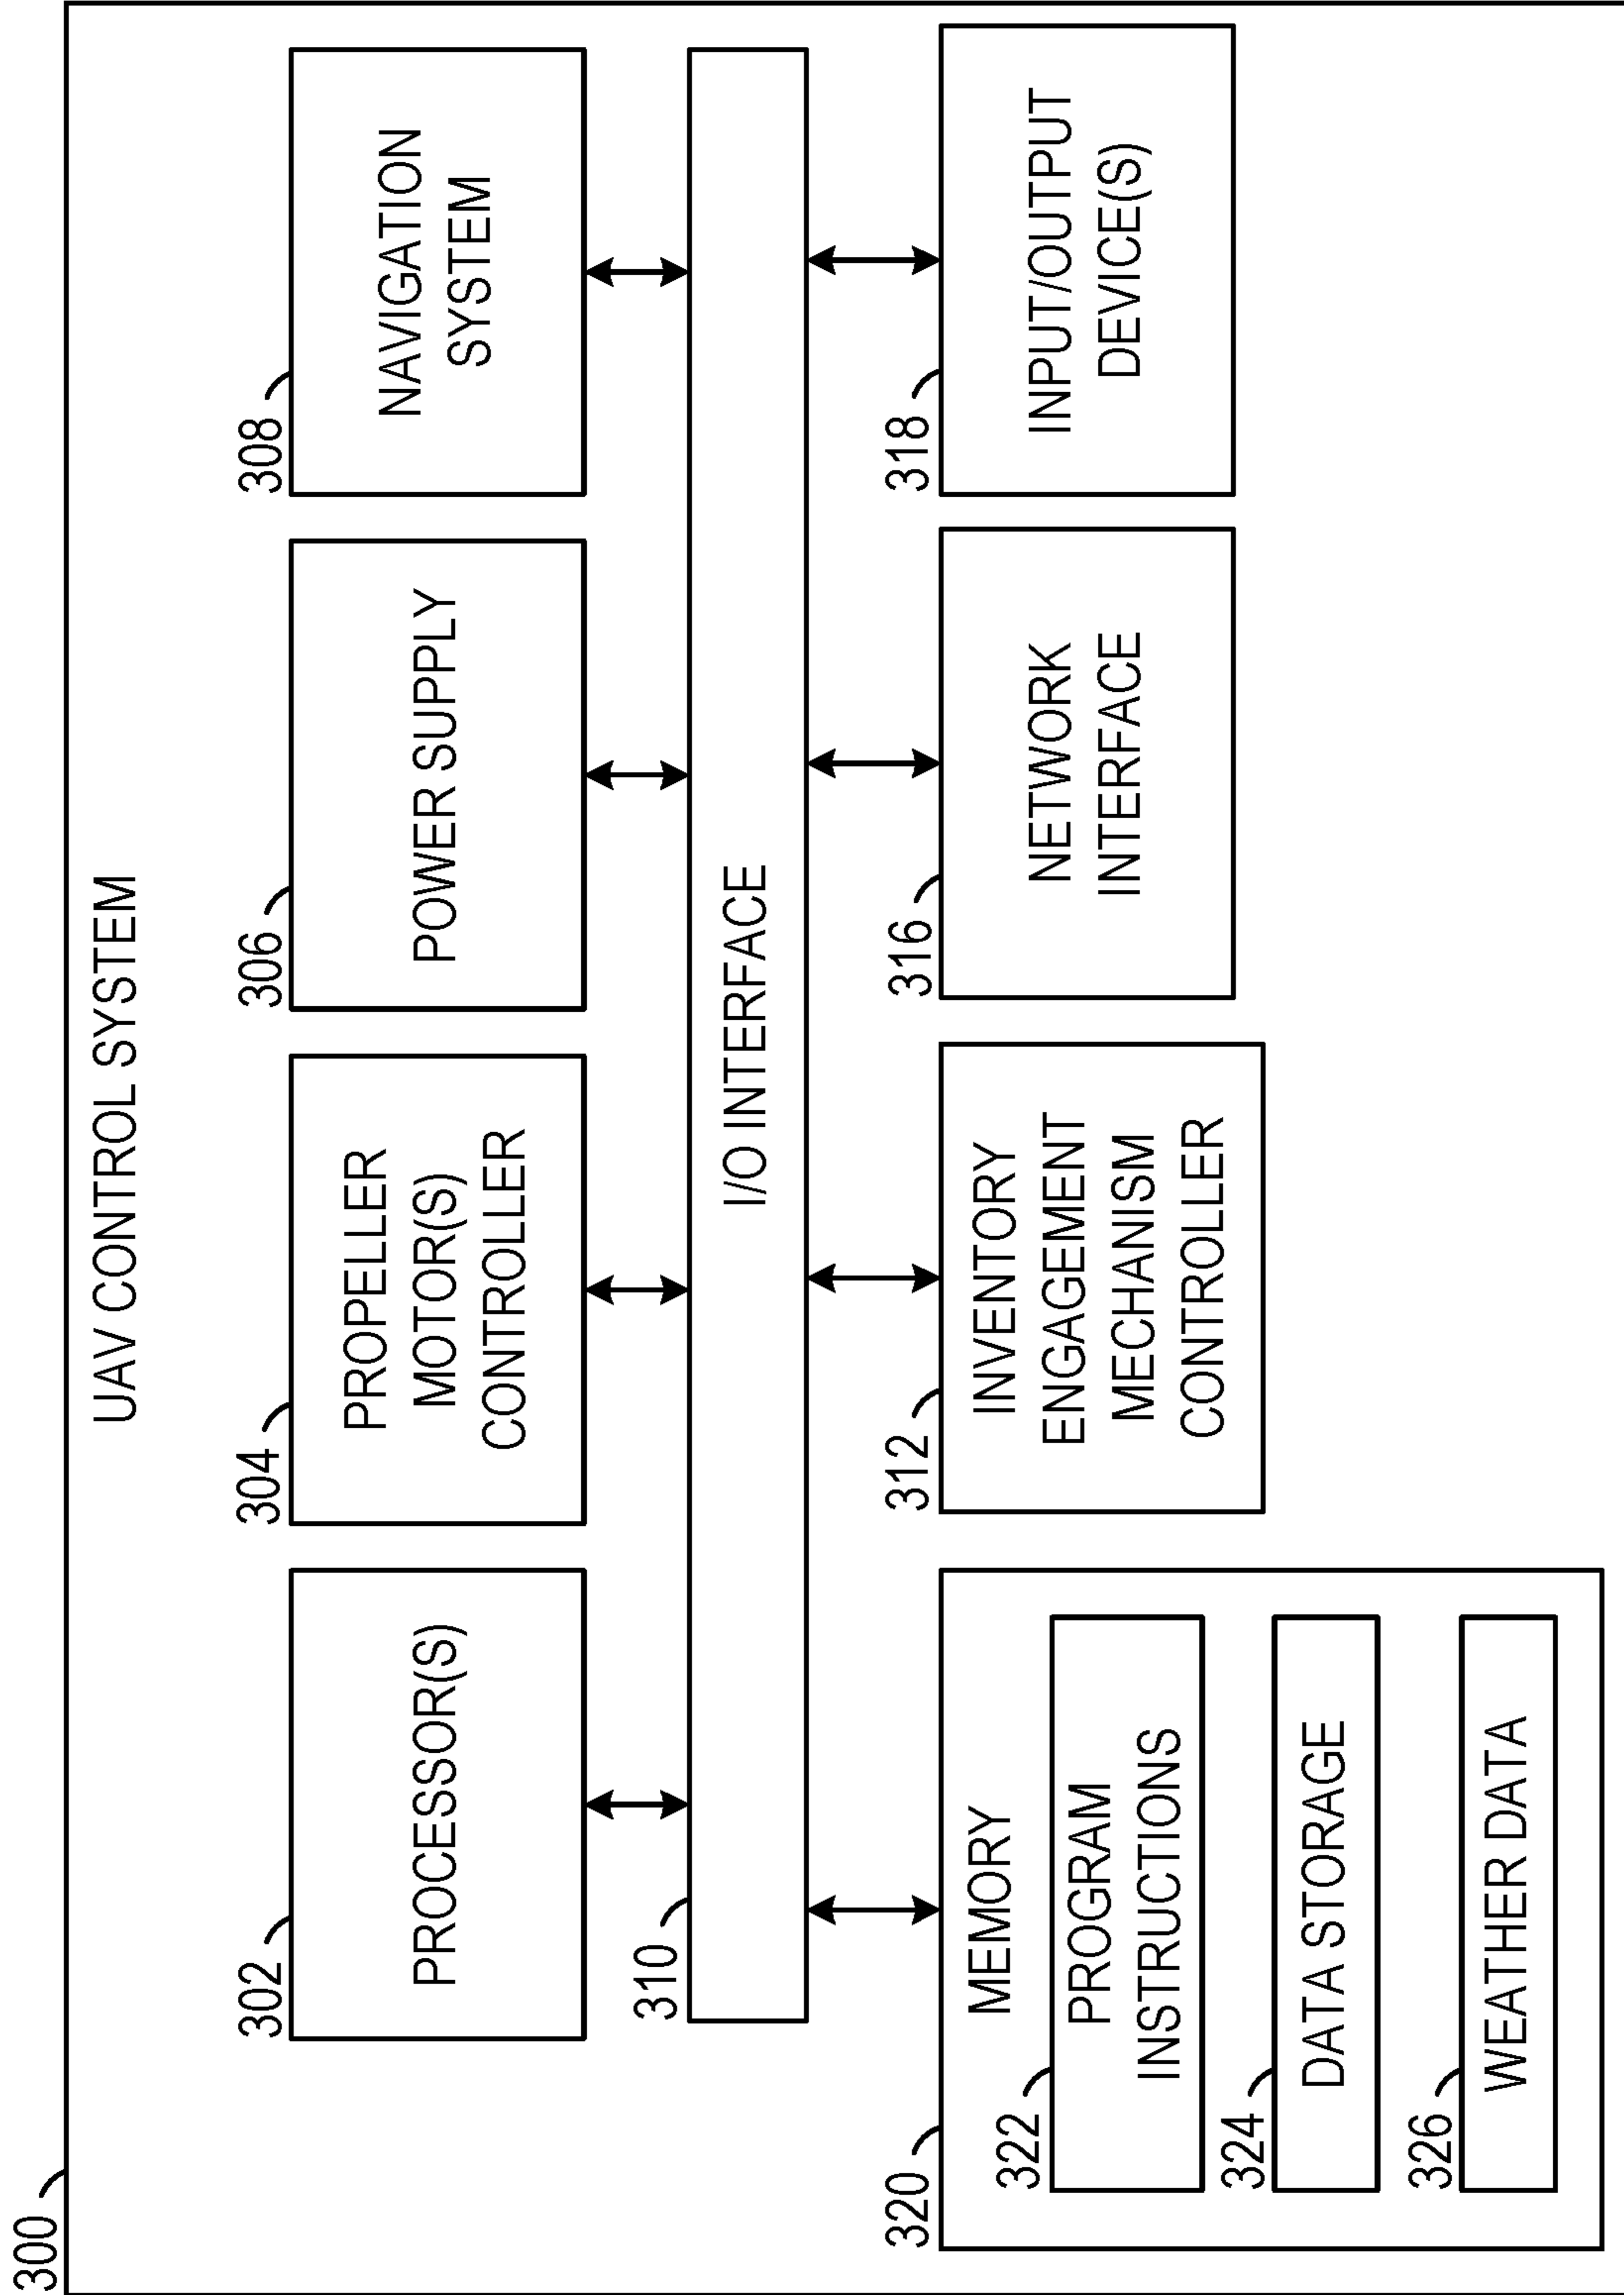 300
UAV CONTROL SYSTEM
302
PROCESSOR(S)
304
PROPELLER
MOTOR(S)
CONTROLLER
306
POWER SUPPLY
308
NAVIGATION
SYSTEM
310
I/O INTERFACE
320
MEMORY
322
PROGRAM
INSTRUCTIONS
324
DATA STORAGE
326
WEATHER DATA
312
INVENTORY
ENGAGEMENT
MECHANISM
CONTROLLER
316
NETWORK
INTERFACE
318
INPUT/OUTPUT
DEVICE(S)